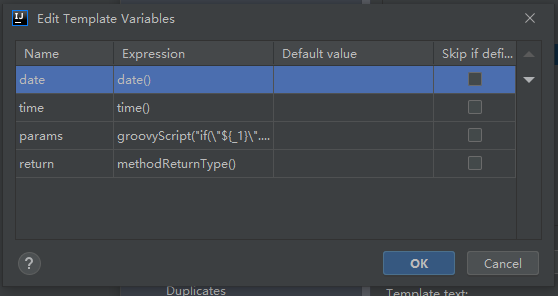 IJ Edit Template Variables
Name Expression Default value Skip if defi...
date date()
time time()
params groovyScript("if(\"${_1}\"....
return methodReturnType()
? OK Cancel
Duplicates
Template text: